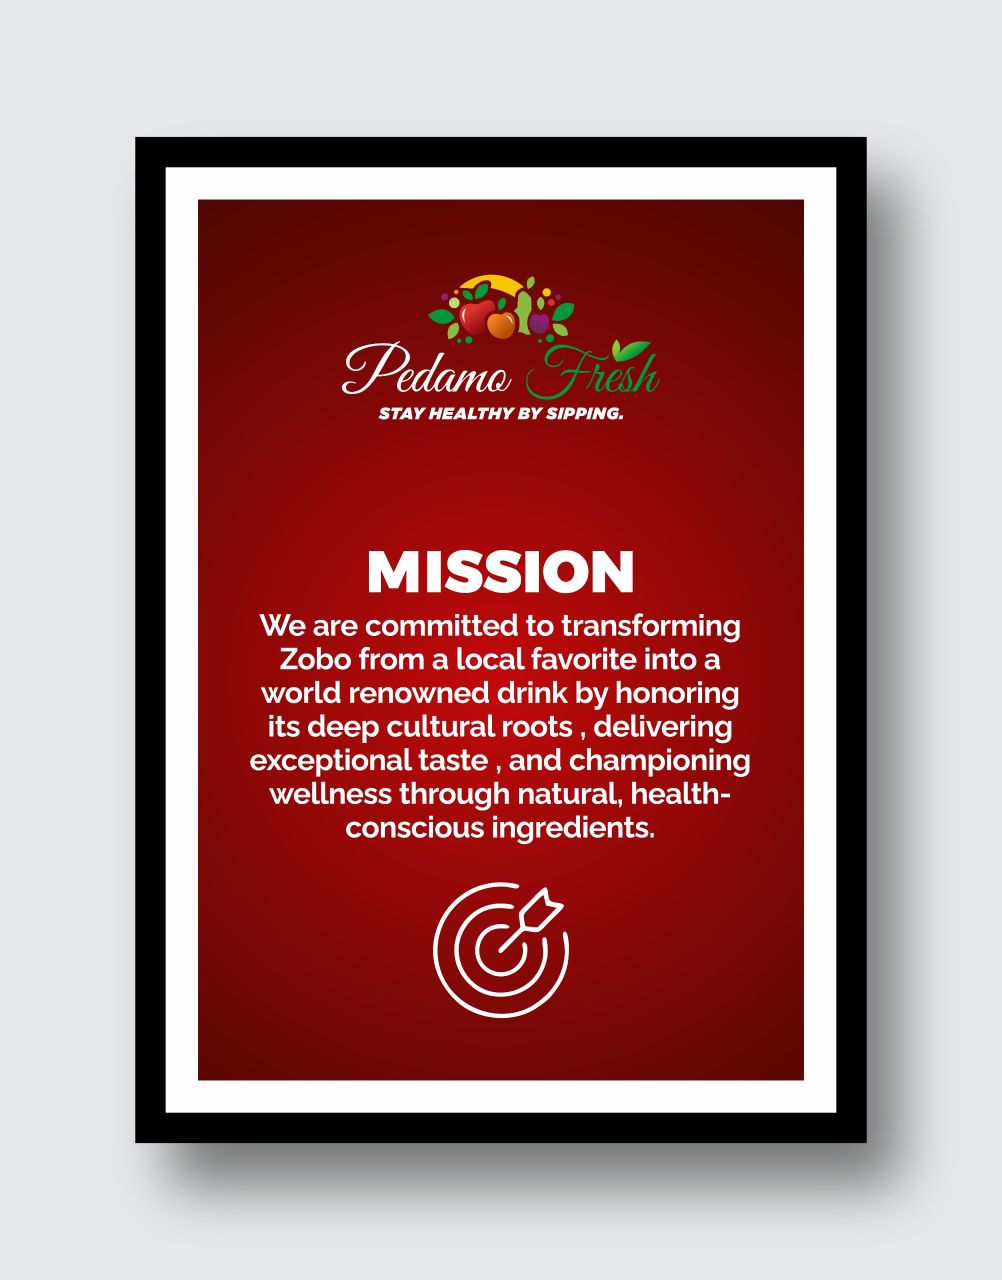 Pedamo Fresh
STAY HEALTHY BY SIPPING.
MISSION
We are committed to transforming
Zobo from a local favorite into a
world renowned drink by honoring
its deep cultural roots , delivering
exceptional taste , and championing
wellness through natural, health-
conscious ingredients.